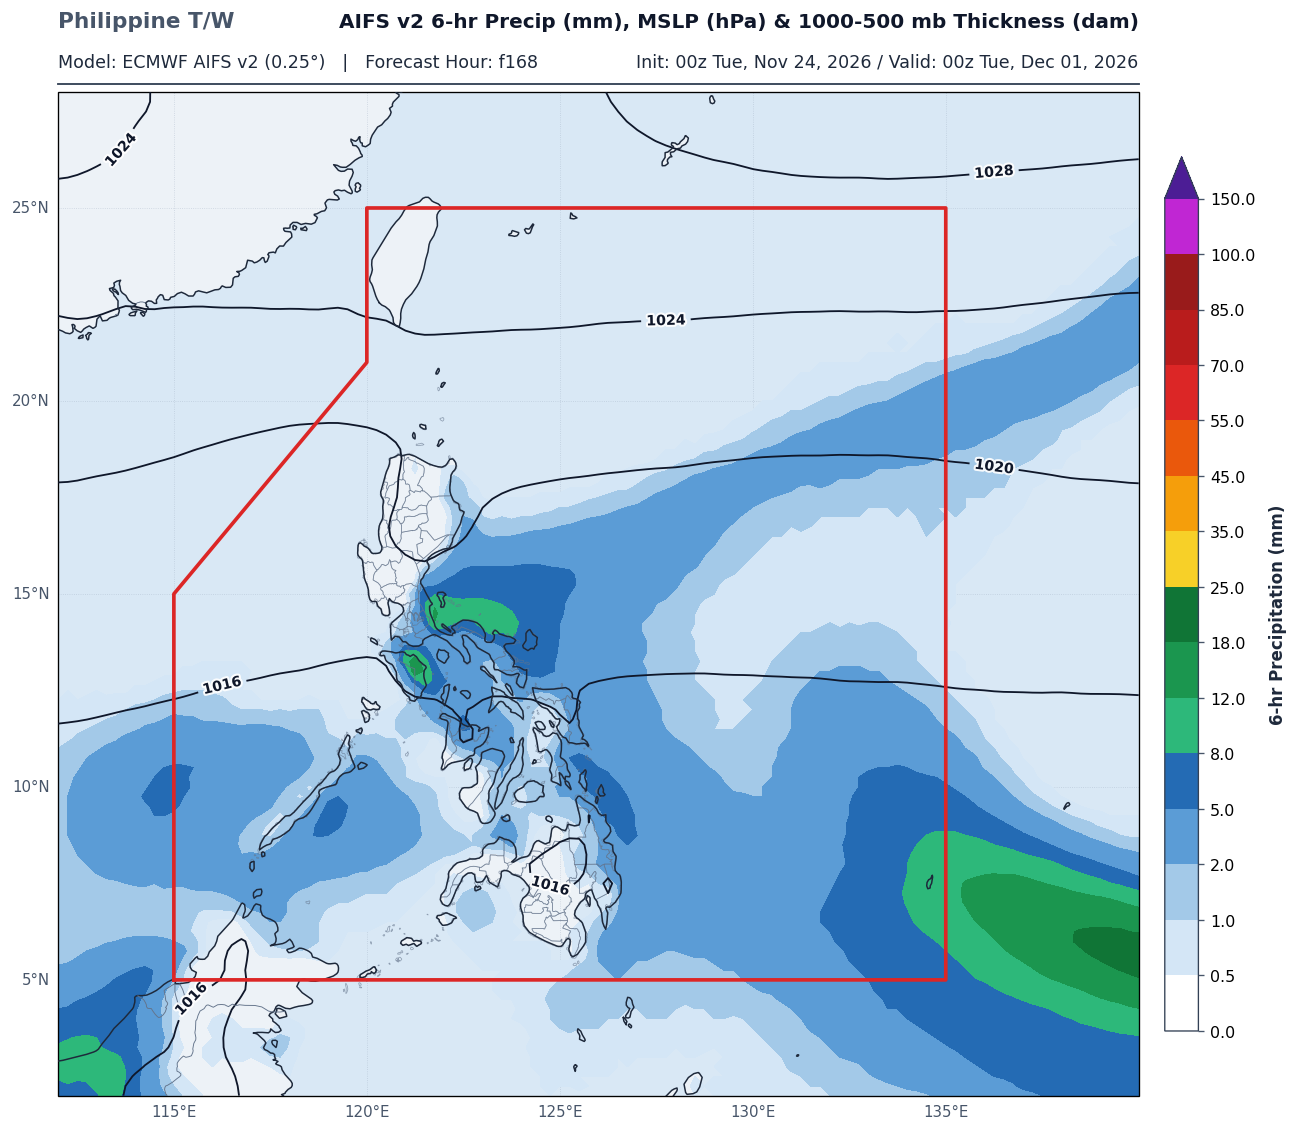 Philippine T/W
AIFS v2 6-hr Precip (mm), MSLP (hPa) & 1000-500 mb Thickness (dam)
Model: ECMWF AIFS v2 (0.25°)   |   Forecast Hour: f168
Init: 00z Tue, Nov 24, 2026 / Valid: 00z Tue, Dec 01, 2026
1024
1028
1024
1020
1016
1016
1016
25°N
20°N
15°N
10°N
5°N
115°E
120°E
125°E
130°E
135°E
150.0
100.0
85.0
70.0
55.0
45.0
35.0
25.0
18.0
12.0
8.0
5.0
2.0
1.0
0.5
0.0
6-hr Precipitation (mm)